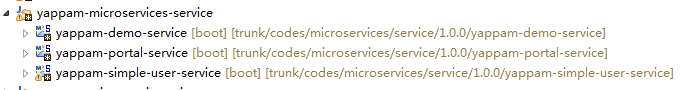 yappam-microservices-service
yappam-demo-service [boot] [trunk/codes/microservices/service/1.0.0/yappam-demo-service]
yappam-portal-service [boot] [trunk/codes/microservices/service/1.0.0/yappam-portal-service]
yappam-simple-user-service [boot] [trunk/codes/microservices/service/1.0.0/yappam-simple-user-service]